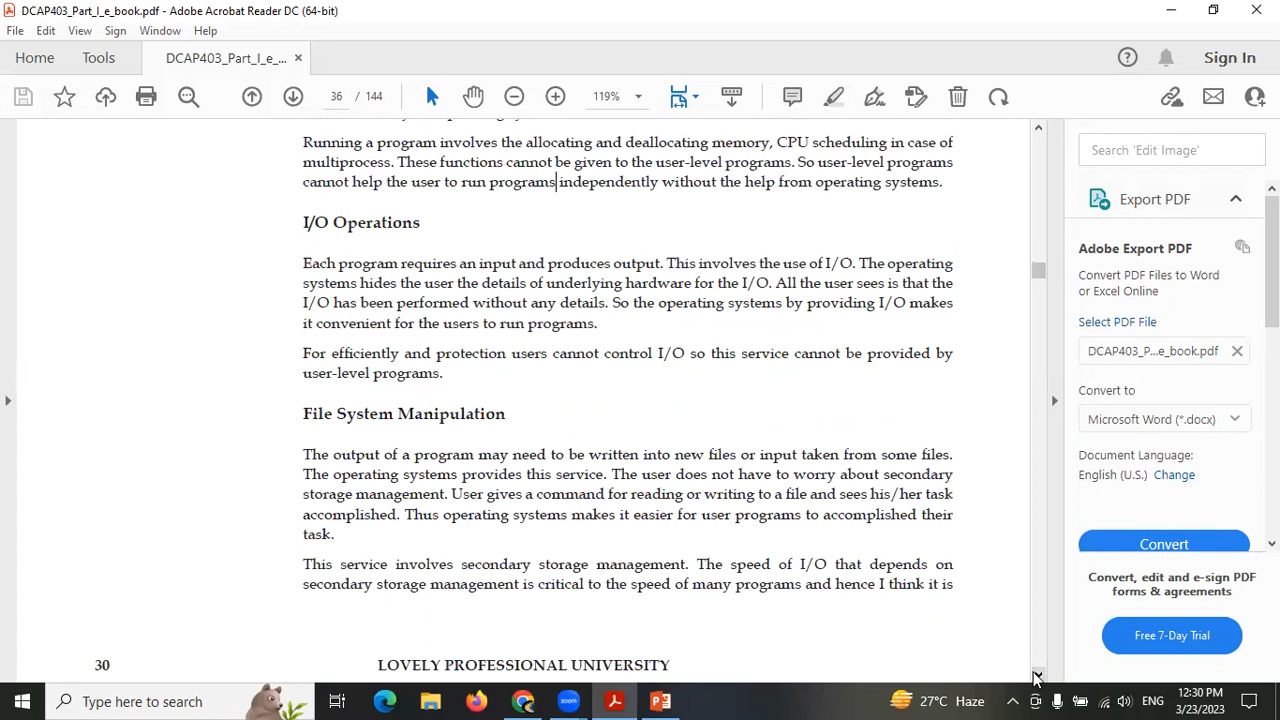 DCAP403_Part_I_e_book.pdf - Adobe Acrobat Reader DC (64-bit)
File Edit View Sign Window Help
Home Tools DCAP403_Part_I_e_... Sign In
36 / 144 119%
Running a program involves the allocating and deallocating memory, CPU scheduling in case of
multiprocess. These functions cannot be given to the user-level programs. So user-level programs
cannot help the user to run programs independently without the help from operating systems.
I/O Operations
Each program requires an input and produces output. This involves the use of I/O. The operating
systems hides the user the details of underlying hardware for the I/O. All the user sees is that the
I/O has been performed without any details. So the operating systems by providing I/O makes
it convenient for the users to run programs.
For efficiently and protection users cannot control I/O so this service cannot be provided by
user-level programs.
File System Manipulation
The output of a program may need to be written into new files or input taken from some files.
The operating systems provides this service. The user does not have to worry about secondary
storage management. User gives a command for reading or writing to a file and sees his/her task
accomplished. Thus operating systems makes it easier for user programs to accomplished their
task.
This service involves secondary storage management. The speed of I/O that depends on
secondary storage management is critical to the speed of many programs and hence I think it is
30 LOVELY PROFESSIONAL UNIVERSITY
Search 'Edit Image'
Export PDF
Adobe Export PDF
Convert PDF Files to Word
or Excel Online
Select PDF File
DCAP403_P...e_book.pdf
Convert to
Microsoft Word (*.docx)
Document Language:
English (U.S.) Change
Convert
Convert, edit and e-sign PDF
forms & agreements
Free 7-Day Trial
Type here to search
27°C Haze
ENG
12:30 PM
3/23/2023